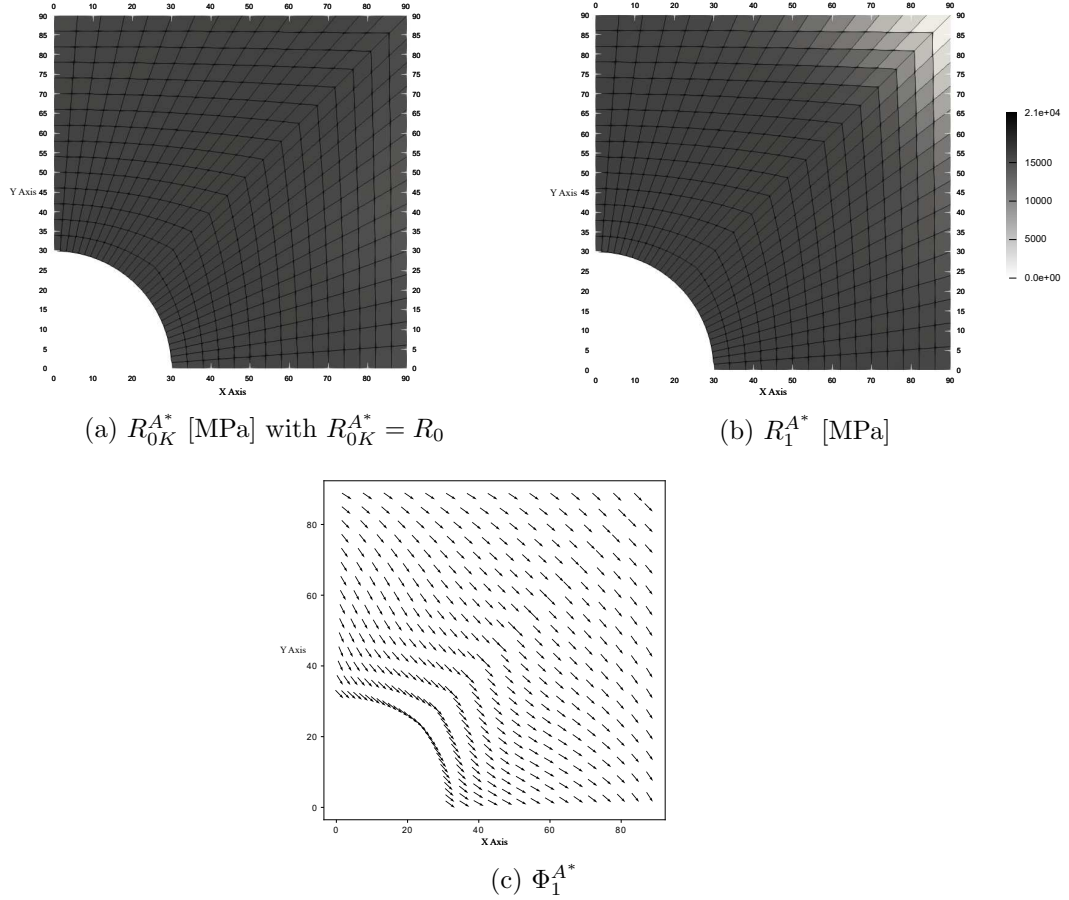 0 10 20 30 40 50 60 70 80 90
90 90
85 85
80 80
75 75
70 70
65 65
60 60
55 55
50 50
Y Axis 45 45
40 40
35 35
30 30
25 25
20 20
15 15
10 10
5 5
0 0
0 10 20 30 40 50 60 70 80 90
X Axis
(a) R_{0K}^{A^*} [MPa] with R_{0K}^{A^*} = R_0
0 10 20 30 40 50 60 70 80 90
90 90
85 85
80 80
75 75
70 70
65 65
60 60
55 55
50 50
Y Axis 45 45
40 40
35 35
30 30
25 25
20 20
15 15
10 10
5 5
0 0
0 10 20 30 40 50 60 70 80 90
X Axis
2.1e+04
15000
10000
5000
0.0e+00
(b) R_1^{A^*} [MPa]
80
60
Y Axis
40
20
0
0 20 40 60 80
X Axis
(c) Φ_1^{A^*}